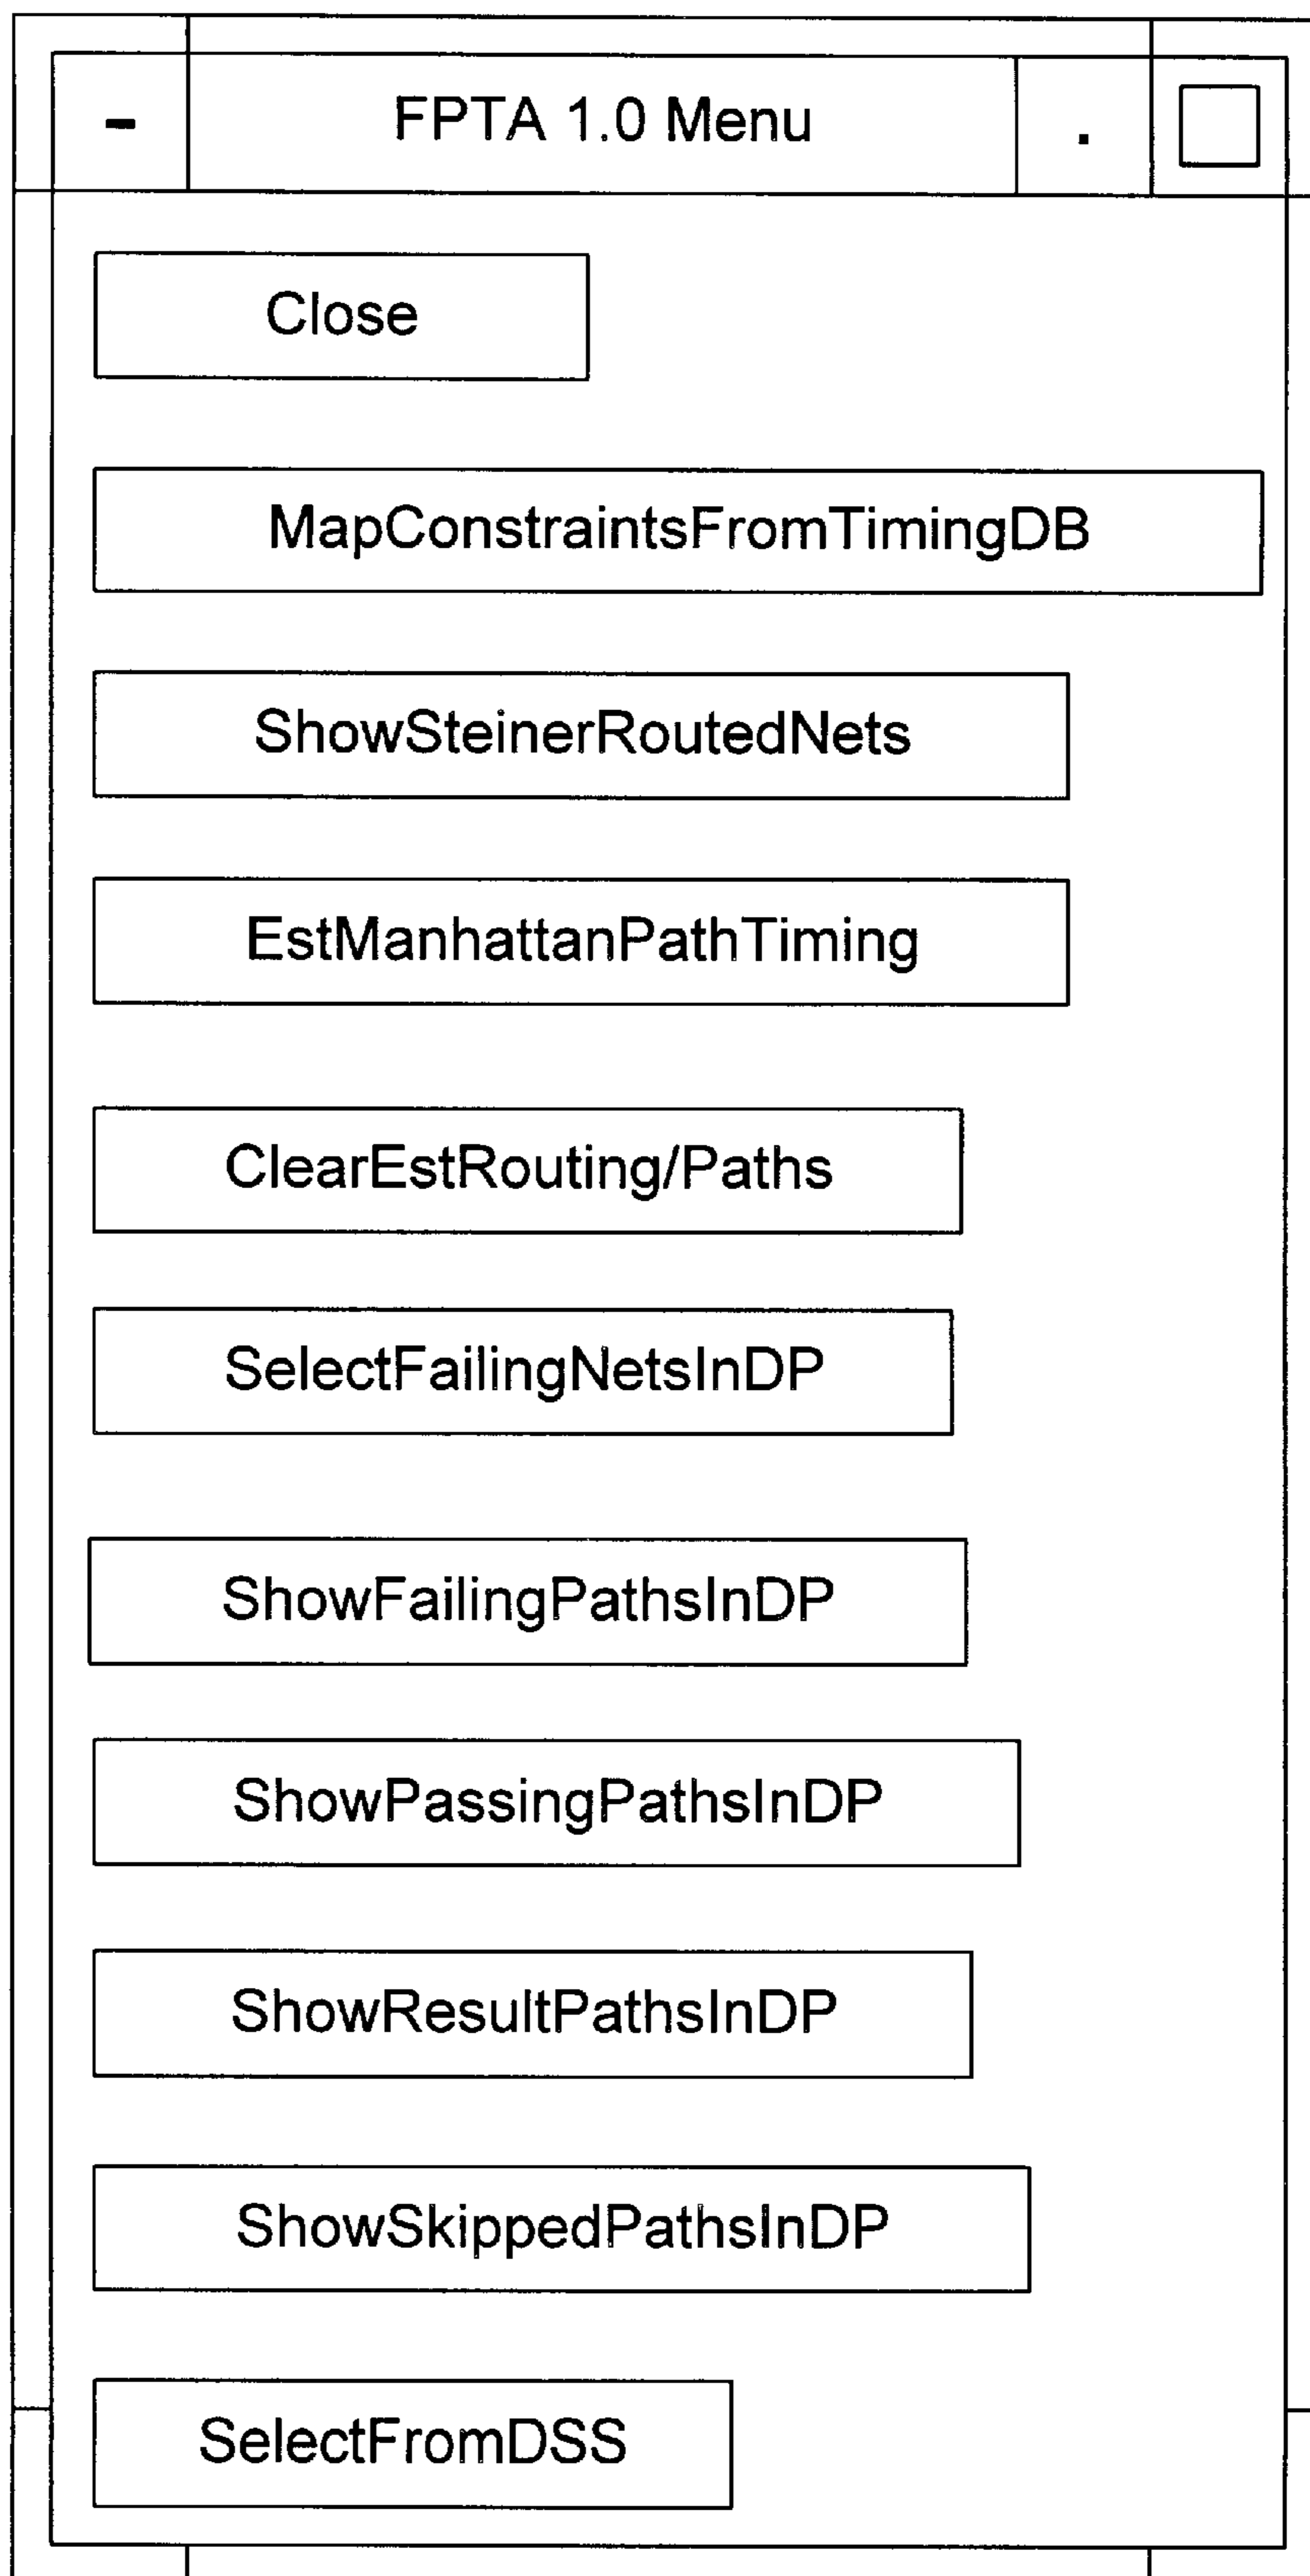 - FPTA 1.0 Menu .
Close
MapConstraintsFromTimingDB
ShowSteinerRoutedNets
EstManhattanPathTiming
ClearEstRouting/Paths
SelectFailingNetsInDP
ShowFailingPathsInDP
ShowPassingPathsInDP
ShowResultPathsInDP
ShowSkippedPathsInDP
SelectFromDSS